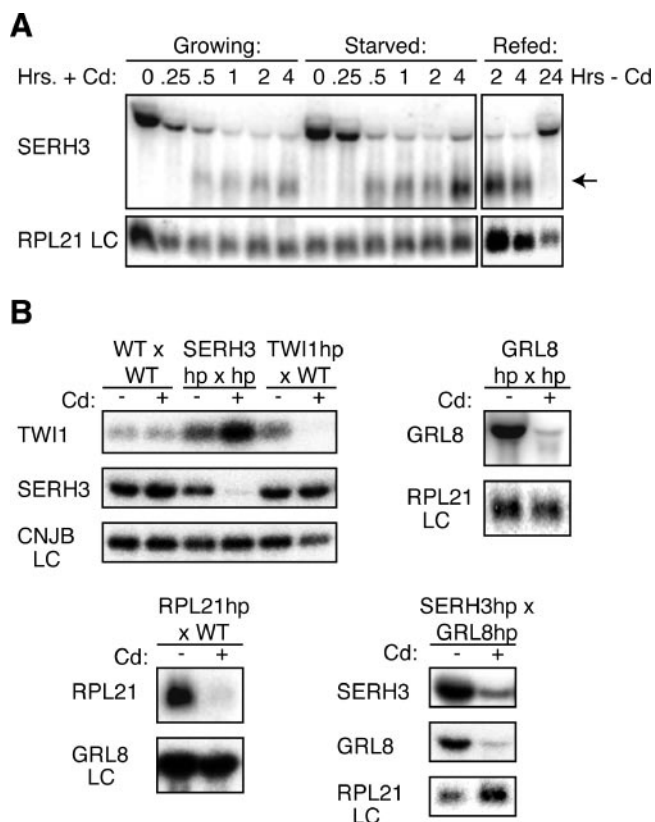 A
Growing: Starved: Refed:
Hrs. + Cd: 0 .25 .5 1 2 4 0 .25 .5 1 2 4 2 4 24 Hrs - Cd
SERH3
RPL21 LC
B
WT x SERH3 TWI1hp
WT hp x hp x WT
Cd: - + - + - +
TWI1
SERH3
CNJB
LC
GRL8
hp x hp
Cd: - +
GRL8
RPL21
LC
RPL21hp
x WT
Cd: - +
RPL21
GRL8
LC
SERH3hp x
GRL8hp
Cd: - +
SERH3
GRL8
RPL21
LC